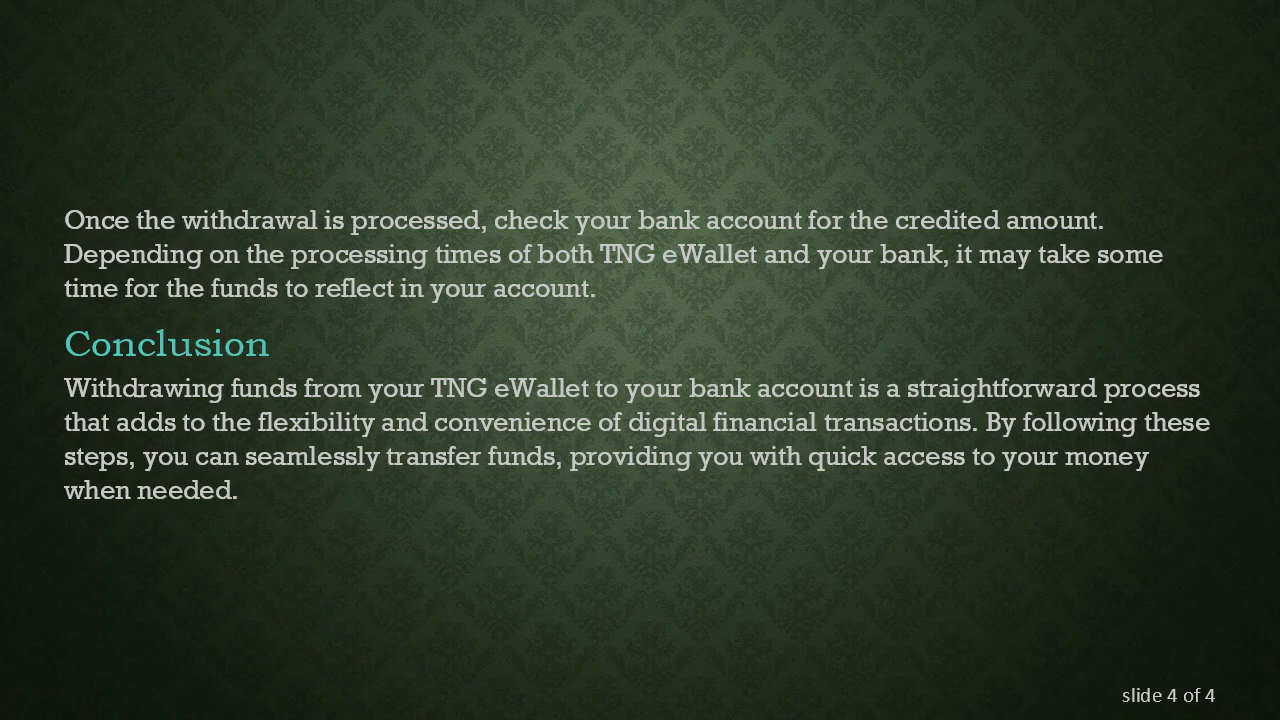 Once the withdrawal is processed, check your bank account for the credited amount.
Depending on the processing times of both TNG eWallet and your bank, it may take some
time for the funds to reflect in your account.
Conclusion
Withdrawing funds from your TNG eWallet to your bank account is a straightforward process
that adds to the flexibility and convenience of digital financial transactions. By following these
steps, you can seamlessly transfer funds, providing you with quick access to your money
when needed.
slide 4 of 4